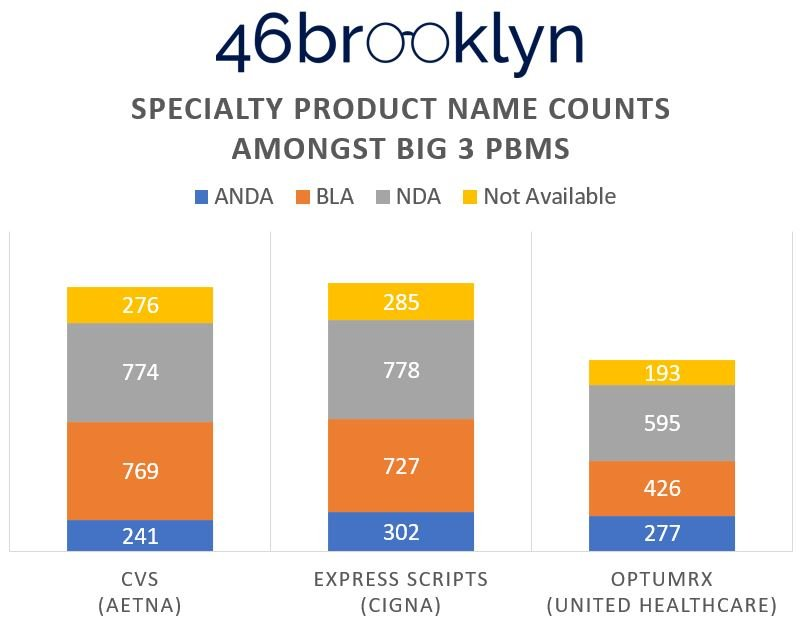 46brooklyn
SPECIALTY PRODUCT NAME COUNTS
AMONGST BIG 3 PBMS
ANDA BLA NDA Not Available
276 285 193
774 778 595
769 727 426
241 302 277
CVS EXPRESS SCRIPTS OPTUMRX
(AETNA) (CIGNA) (UNITED HEALTHCARE)